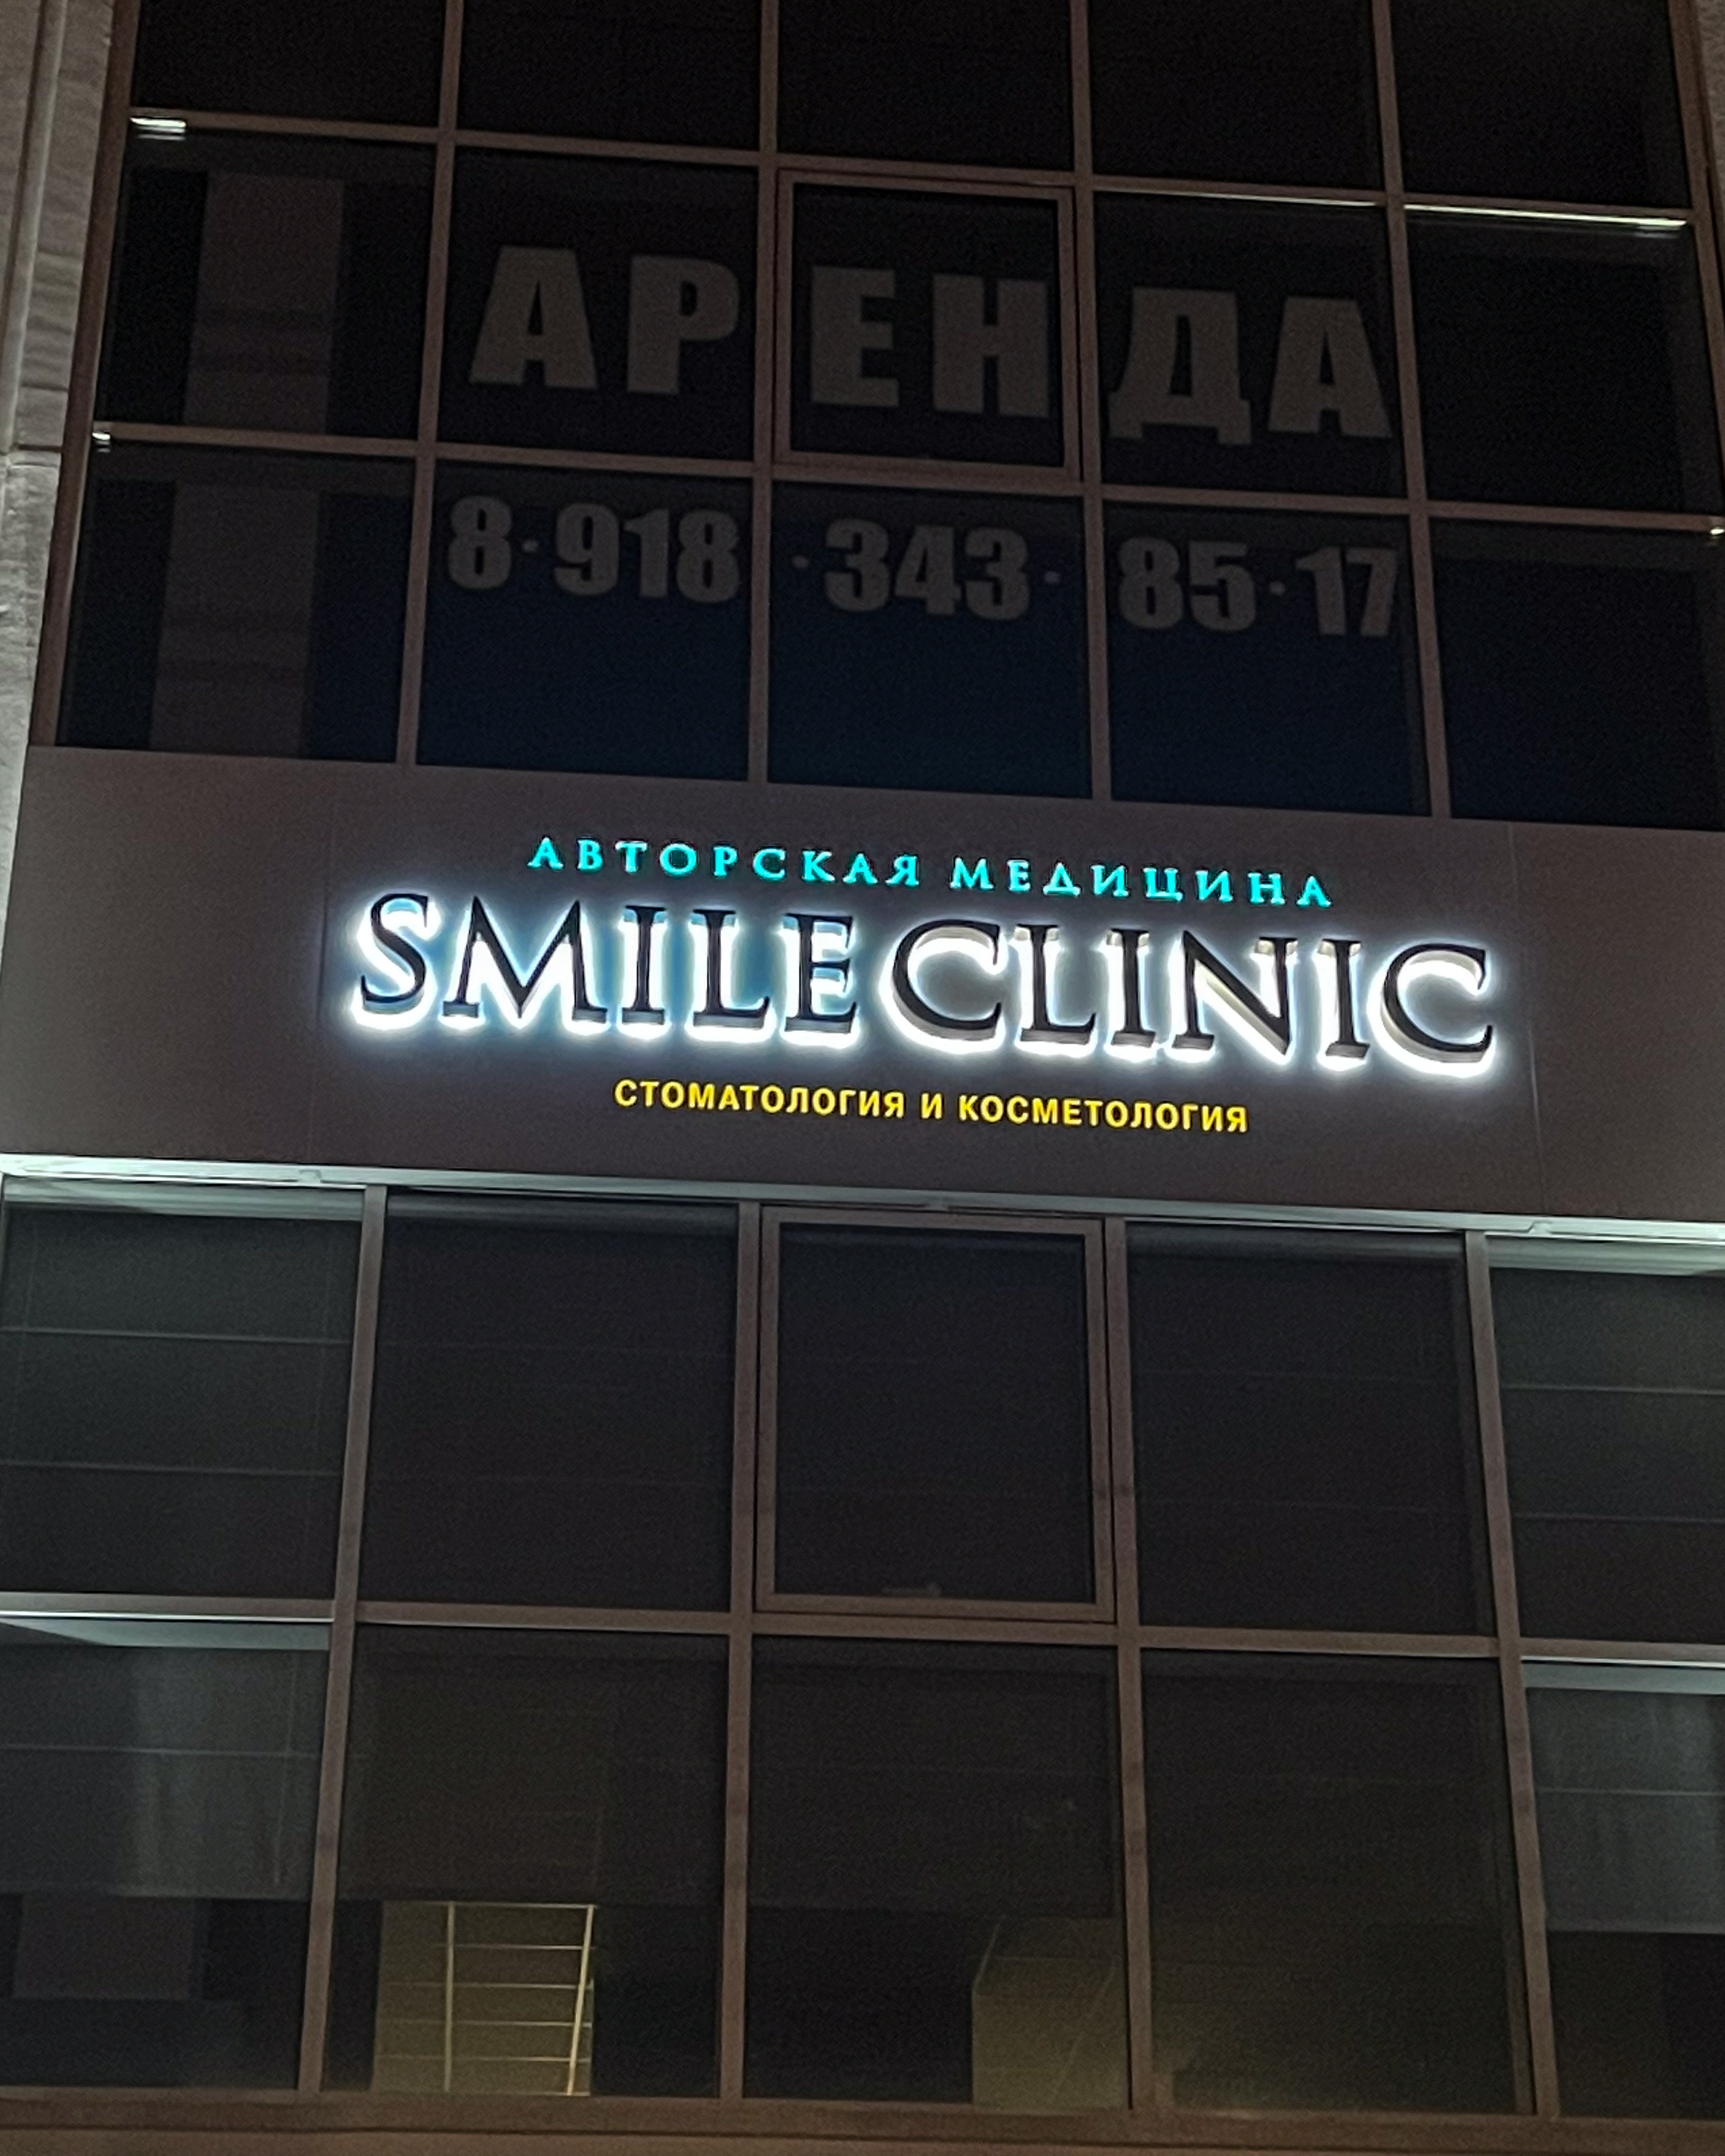 АРЕНДА
8·918·343·85·17
АВТОРСКАЯ МЕДИЦИНА
SMILE CLINIC
СТОМАТОЛОГИЯ И КОСМЕТОЛОГИЯ